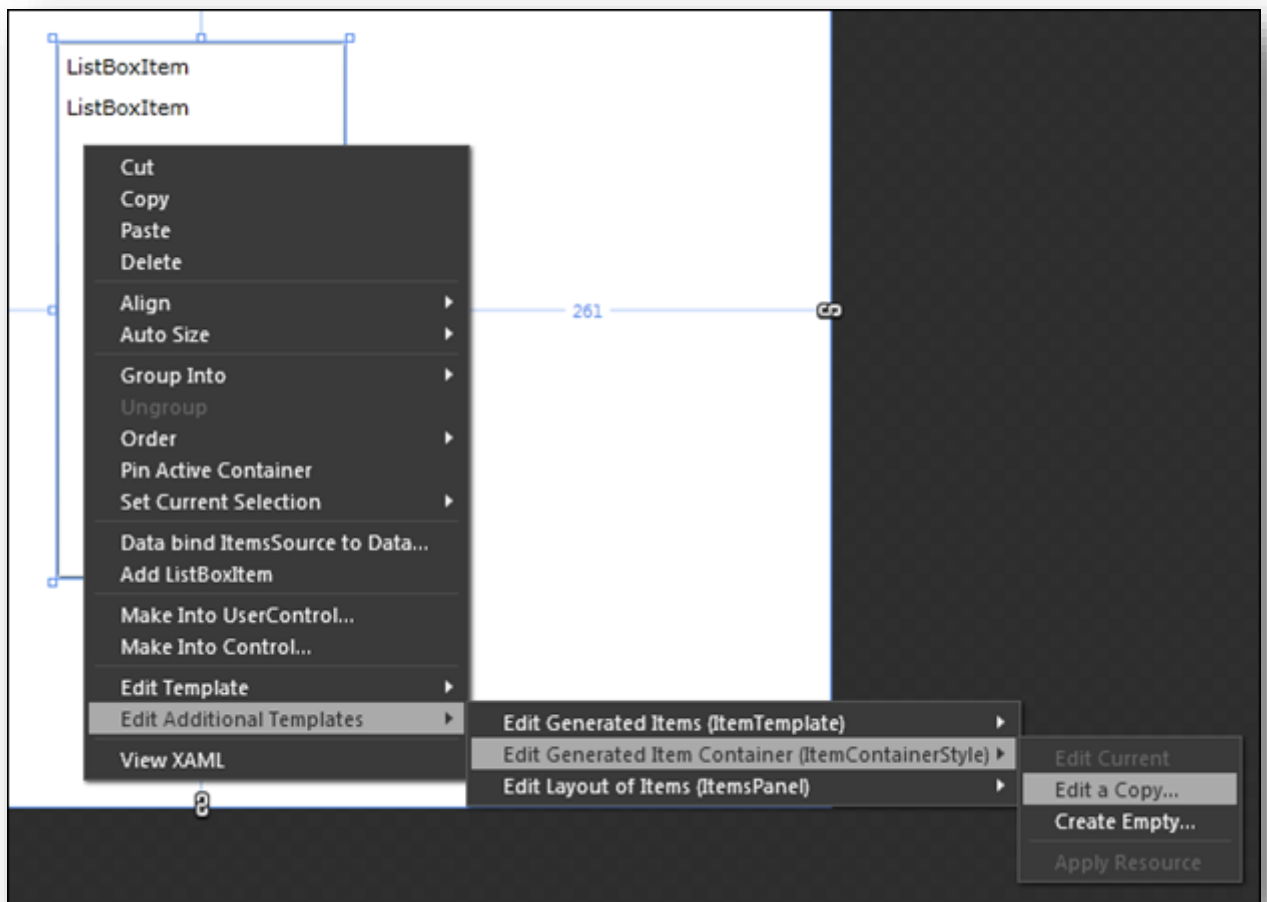 ListBoxItem
ListBoxItem
Cut
Copy
Paste
Delete
Align
261
Auto Size
Group Into
Ungroup
Order
Pin Active Container
Set Current Selection
Data bind ItemsSource to Data...
Add ListBoxItem
Make Into UserControl...
Make Into Control...
Edit Template
Edit Additional Templates
View XAML
Edit Generated Items (ItemTemplate)
Edit Generated Item Container (ItemContainerStyle)
Edit Layout of Items (ItemsPanel)
Edit Current
Edit a Copy...
Create Empty...
Apply Resource